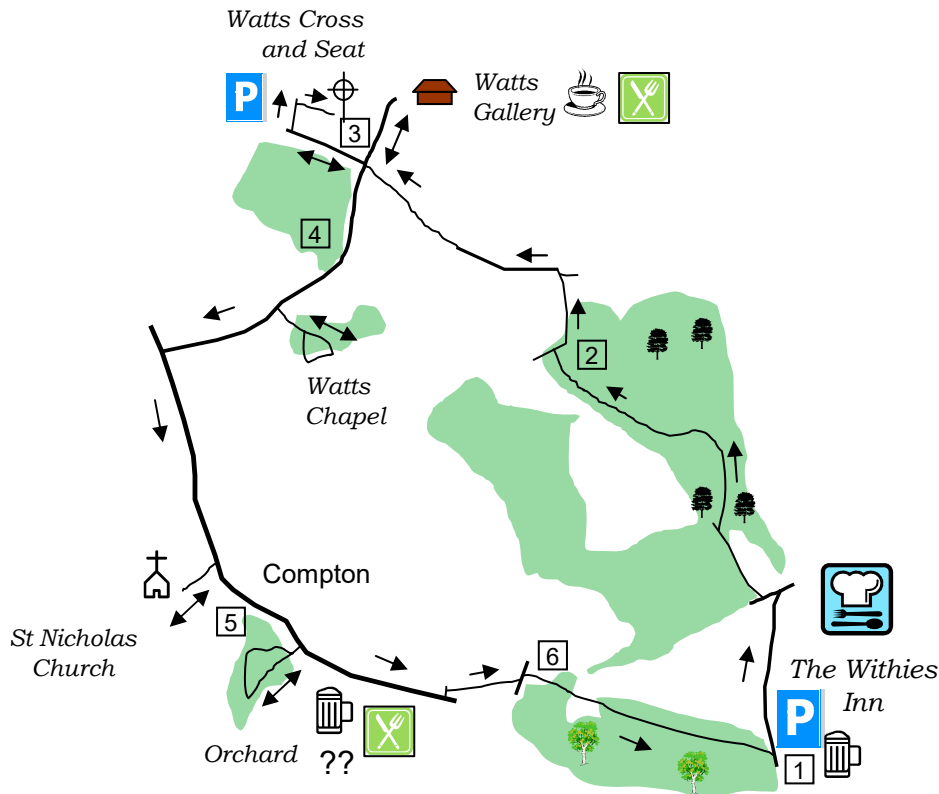 Watts Cross
and Seat
P
Watts
Gallery
3
4
2
Watts
Chapel
Compton
St Nicholas
Church
5
6
The Withies
Inn
P
Orchard
??
1